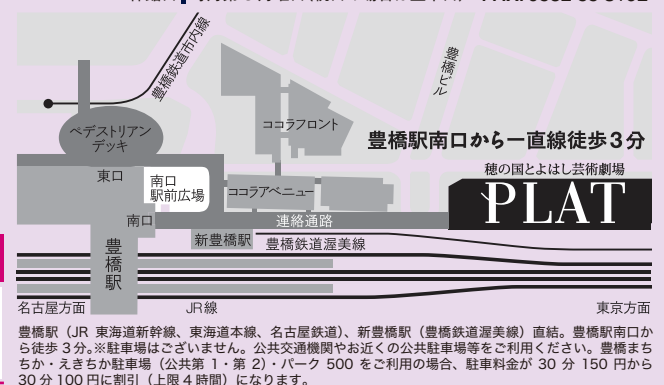 豊橋鉄道市内線
豊橋ビル
ペデストリアン
デッキ
ココラフロント
豊橋駅南口から一直線徒歩3分
穂の国とよはし芸術劇場
PLAT
東口
南口
駅前広場
ココラアベニュー
南口
連絡通路
新豊橋駅
豊橋鉄道渥美線
豊橋駅
名古屋方面
JR線
東京方面
豊橋駅（JR 東海道新幹線、東海道本線、名古屋鉄道）、新豊橋駅（豊橋鉄道渥美線）直結。豊橋駅南口か
ら徒歩 3分。※駐車場はございません。公共交通機関やお近くの公共駐車場等をご利用ください。豊橋まち
ちか・えきちか駐車場（公共第 1・第 2）・パーク 500 をご利用の場合、駐車料金が 30 分 150 円から
30分 100円に割引（上限 4 時間）になります。